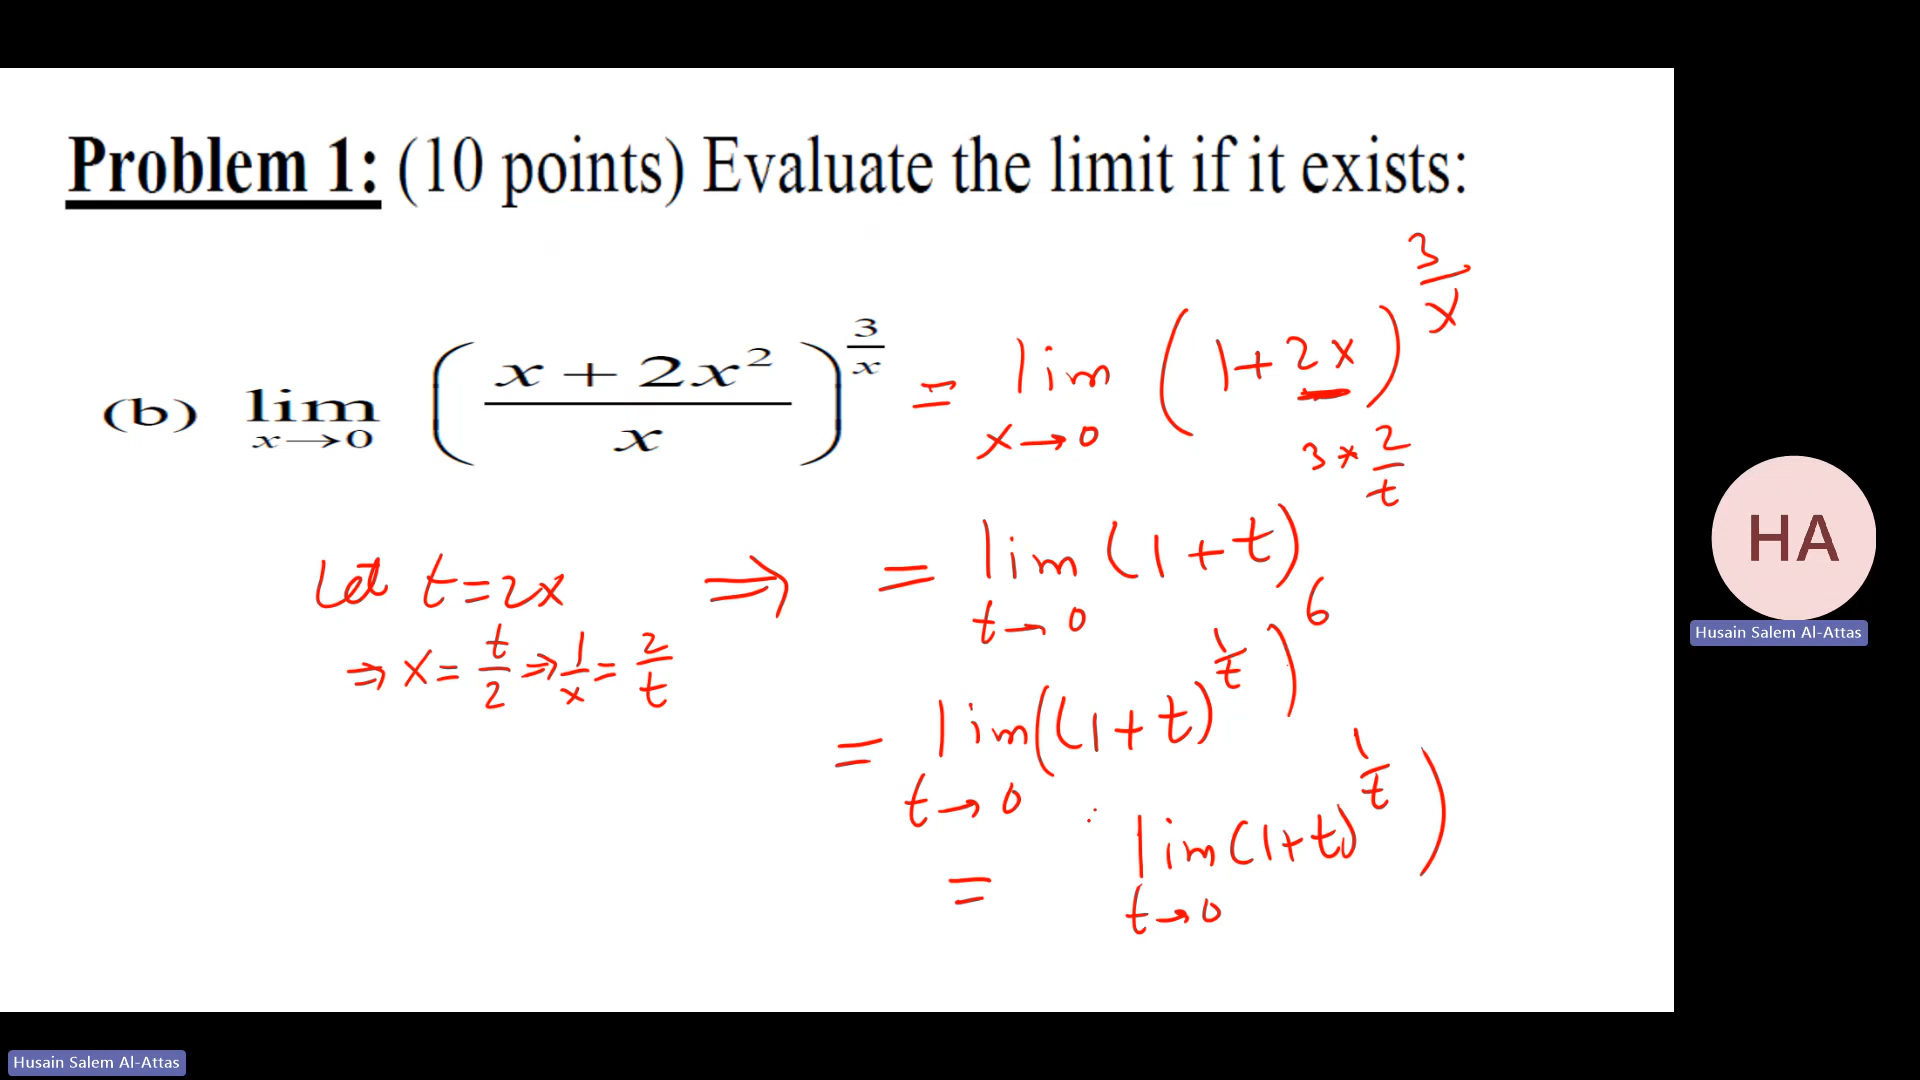 Problem 1: (10 points) Evaluate the limit if it exists:
(b) lim x→0 ( (x + 2x²) / x )^(3/x) = lim x→0 (1 + 2x)^(3/x)
Let t = 2x ⇒ = lim t→0 (1 + t)^(3 * 2/t)
⇒ x = t/2 ⇒ 1/x = 2/t
= lim t→0 ((1 + t)^(1/t))^6
= lim t→0 (1 + t)^(1/t) )
HA
Husain Salem Al-Attas
Husain Salem Al-Attas